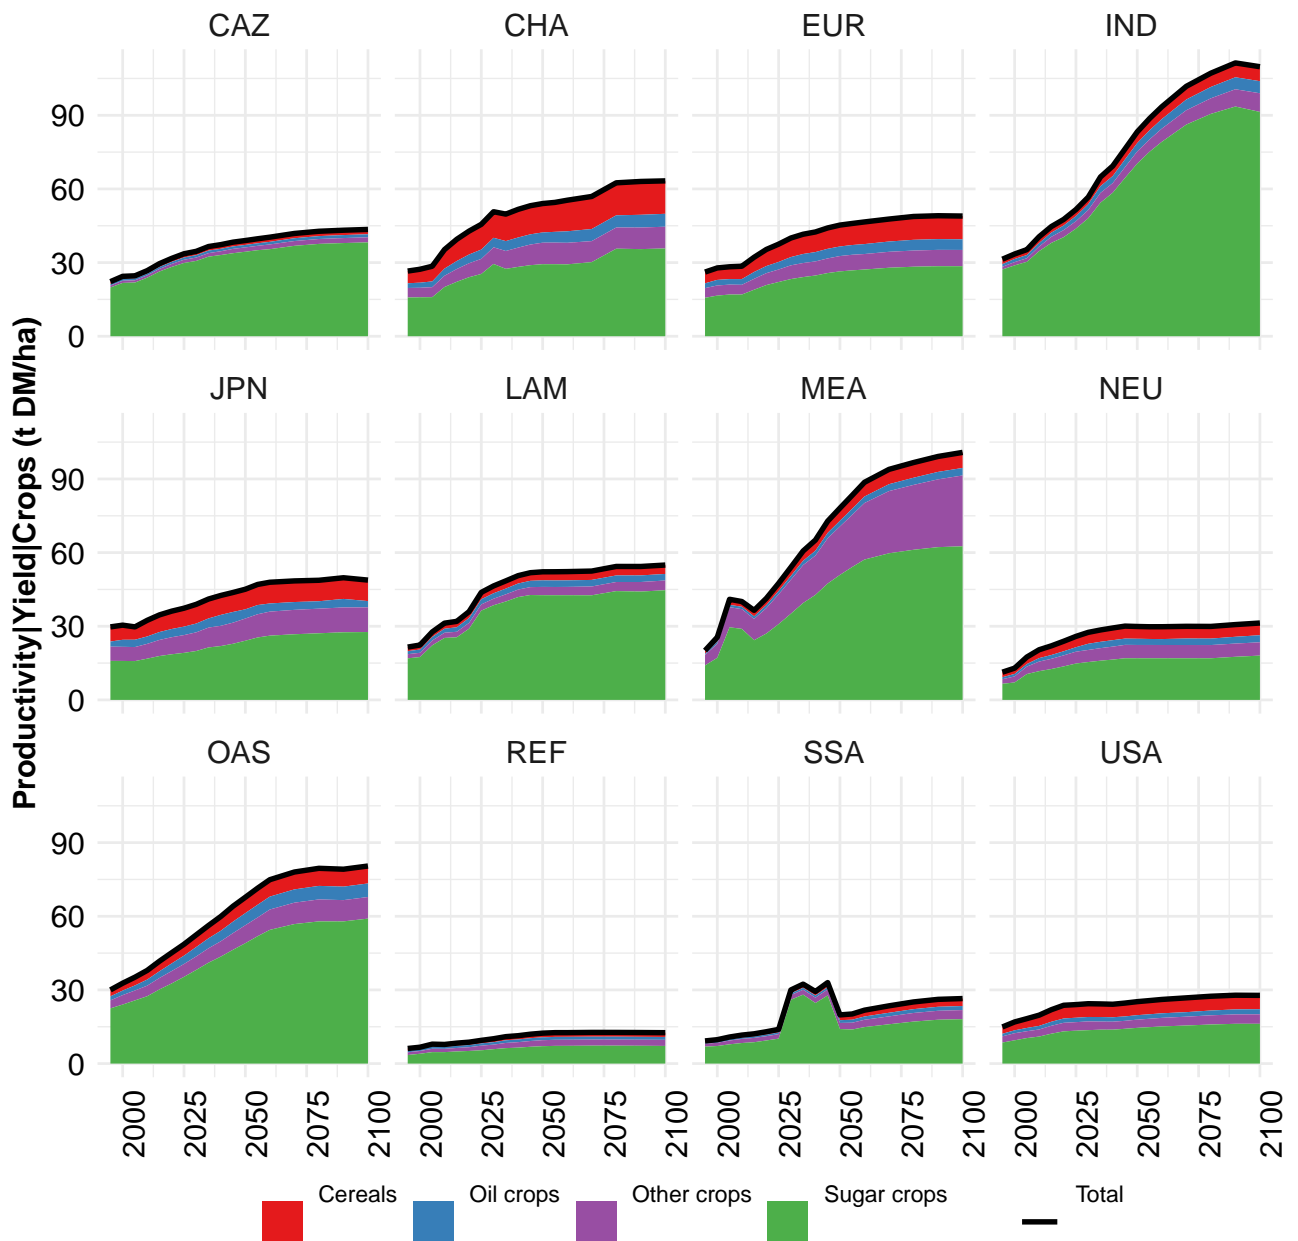 CAZ CHA EUR IND
90
60
30
0
JPN LAM MEA NEU
90
60
30
0
Productivity|Yield|Crops (t DM/ha)
OAS REF SSA USA
90
60
30
0
2000 2025 2050 2075 2100 2000 2025 2050 2075 2100 2000 2025 2050 2075 2100 2000 2025 2050 2075 2100
Cereals Oil crops Other crops Sugar crops Total